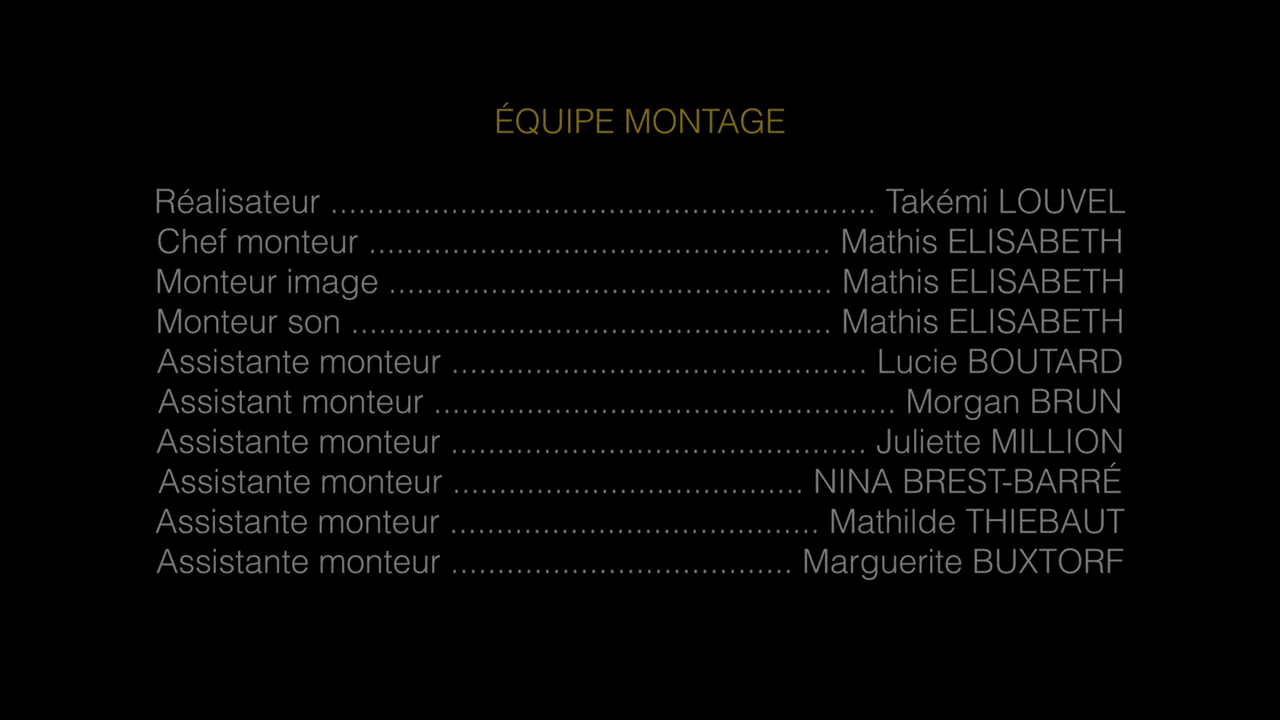 ÉQUIPE MONTAGE
Réalisateur ........................................................... Takémi LOUVEL
Chef monteur .................................................. Mathis ELISABETH
Monteur image ................................................ Mathis ELISABETH
Monteur son .................................................... Mathis ELISABETH
Assistante monteur ............................................. Lucie BOUTARD
Assistant monteur .................................................. Morgan BRUN
Assistante monteur ............................................. Juliette MILLION
Assistante monteur ...................................... NINA BREST-BARRÉ
Assistante monteur ........................................ Mathilde THIEBAUT
Assistante monteur ..................................... Marguerite BUXTORF